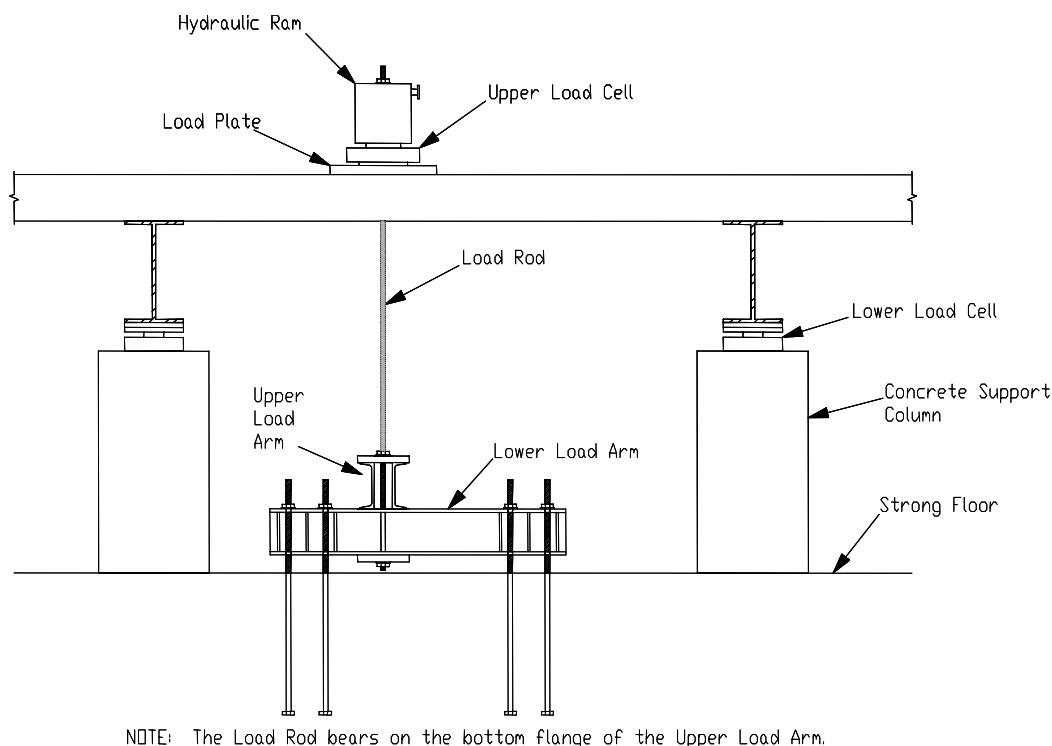 Hydraulic Ram
Upper Load Cell
Load Plate
Load Rod
Lower Load Cell
Upper
Load
Arm
Concrete Support
Column
Lower Load Arm
Strong Floor
NOTE: The Load Rod bears on the bottom flange of the Upper Load Arm.